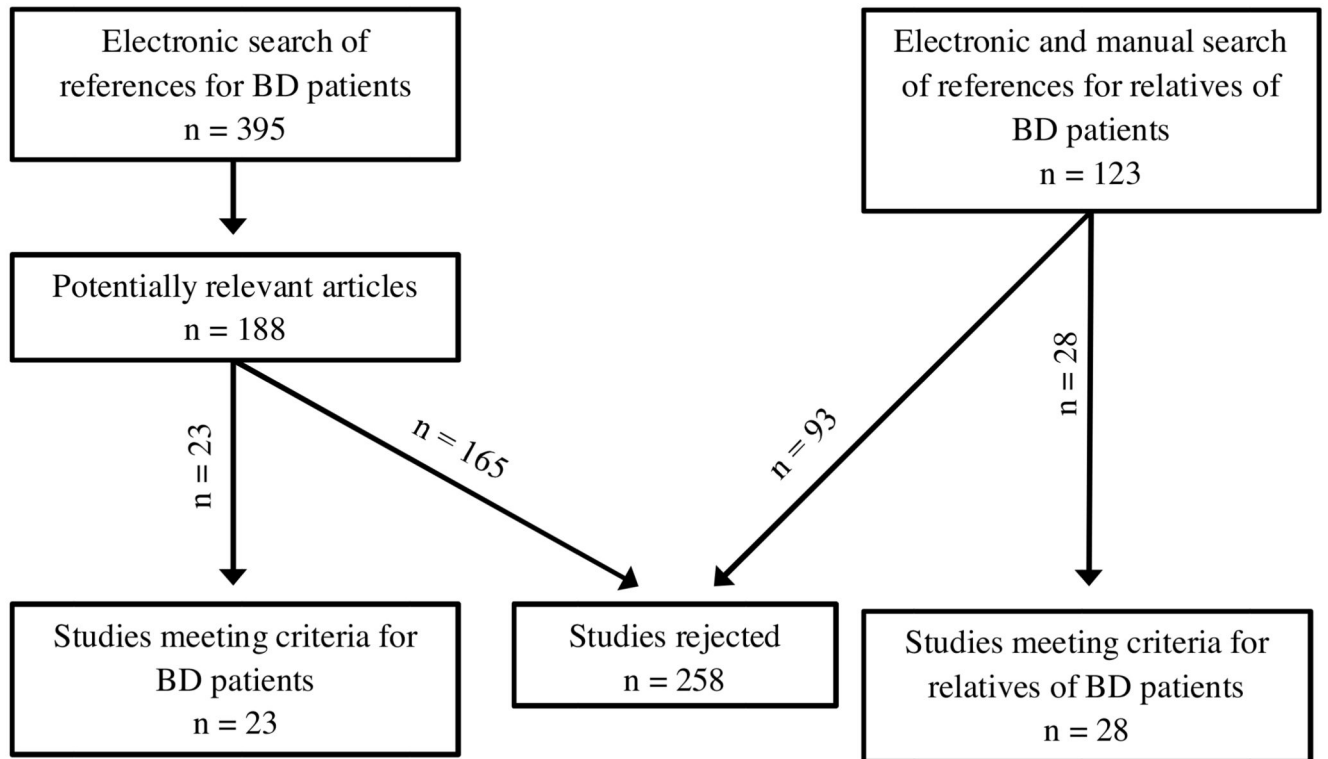 Electronic search of
references for BD patients
n = 395
Electronic and manual search
of references for relatives of
BD patients
n = 123
Potentially relevant articles
n = 188
n = 23
n = 165
n = 93
n = 28
Studies meeting criteria for
BD patients
n = 23
Studies rejected
n = 258
Studies meeting criteria for
relatives of BD patients
n = 28